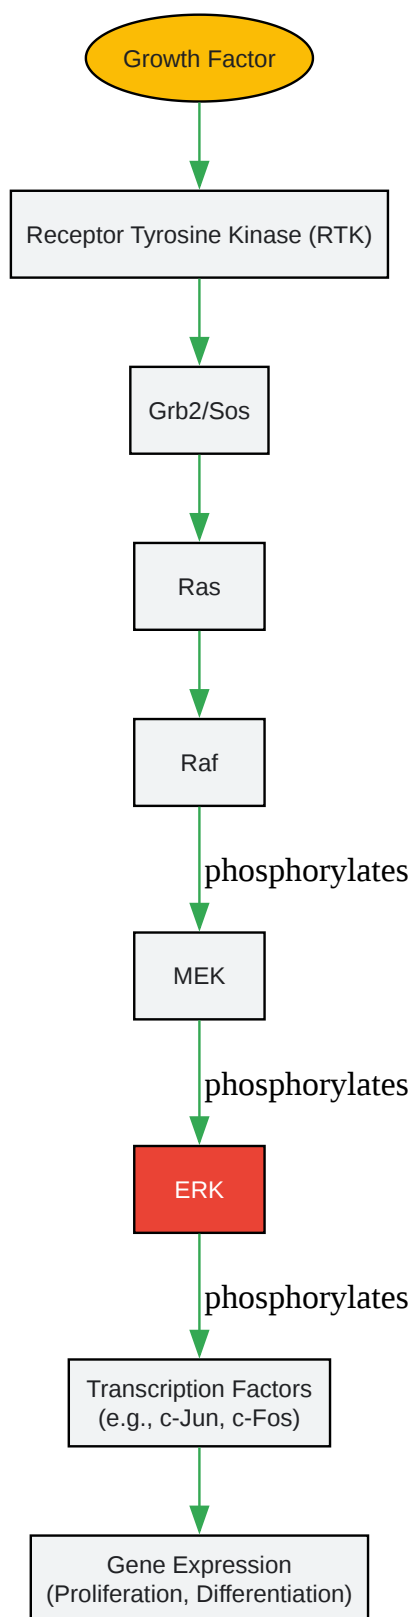 Growth Factor
Receptor Tyrosine Kinase (RTK)
Grb2/Sos
Ras
Raf
phosphorylates
MEK
phosphorylates
ERK
phosphorylates
Transcription Factors
(e.g., c-Jun, c-Fos)
Gene Expression
(Proliferation, Differentiation)